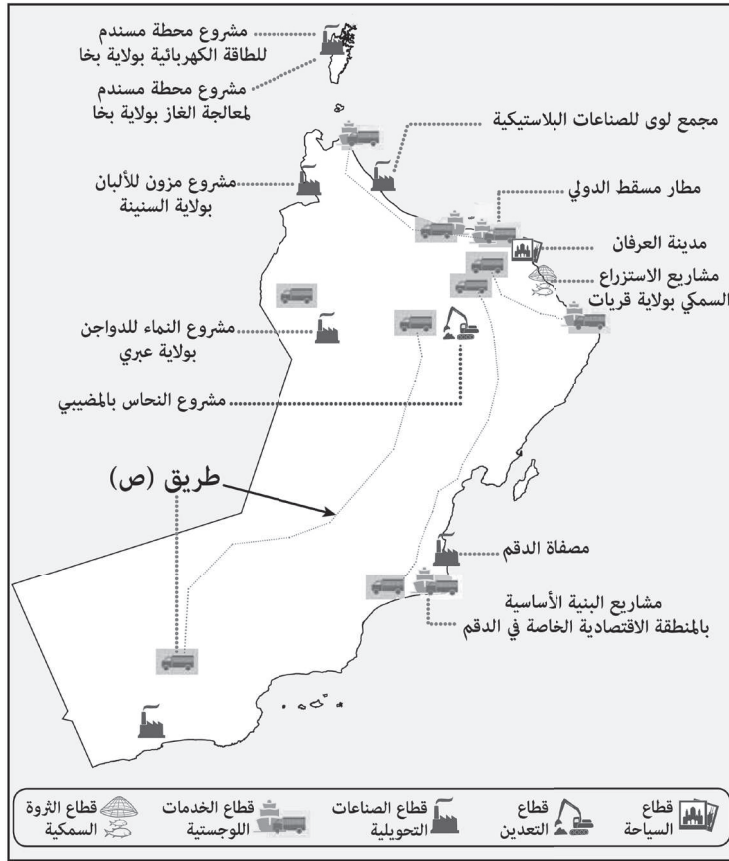 مشروع محطة مسندم
للطاقة الكهربائية بولاية بخا
مشروع محطة مسندم
لمعالجة الغاز بولاية بخا
مجمع لوى للصناعات البلاستيكية
مشروع مزون للألبان
بولاية السنينة
مطار مسقط الدولي
مدينة العرفان
مشاريع الاستزراع
السمكي بولاية قريات
مشروع النماء للدواجن
بولاية عبري
مشروع النحاس بالمضيبي
طريق (ص)
مصفاة الدقم
مشاريع البنية الأساسية
بالمنطقة الاقتصادية الخاصة في الدقم
قطاع
السياحة
قطاع
التعدين
قطاع الصناعات
التحويلية
قطاع الخدمات
اللوجستية
قطاع الثروة
السمكية